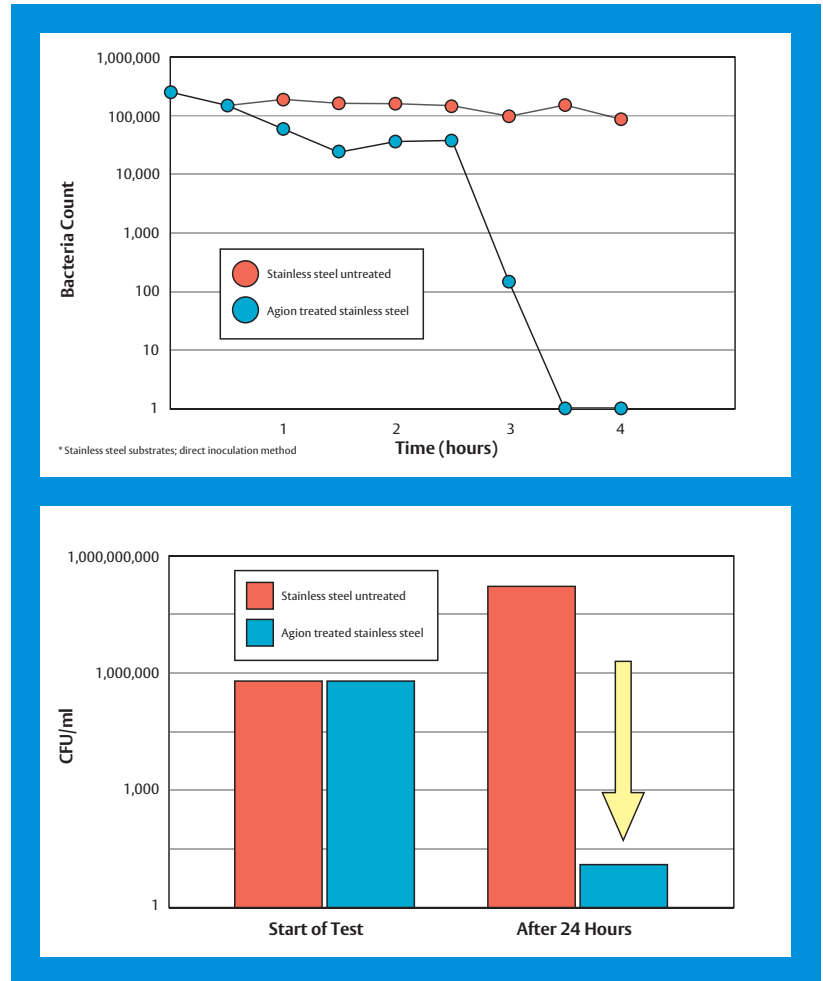 1,000,000
100,000
10,000
1,000
100
10
1
Bacteria Count
Stainless steel untreated
Agion treated stainless steel
1 2 3 4
Time (hours)
* Stainless steel substrates; direct inoculation method
1,000,000,000
1,000,000
1,000
1
CFU/ml
Stainless steel untreated
Agion treated stainless steel
Start of Test After 24 Hours